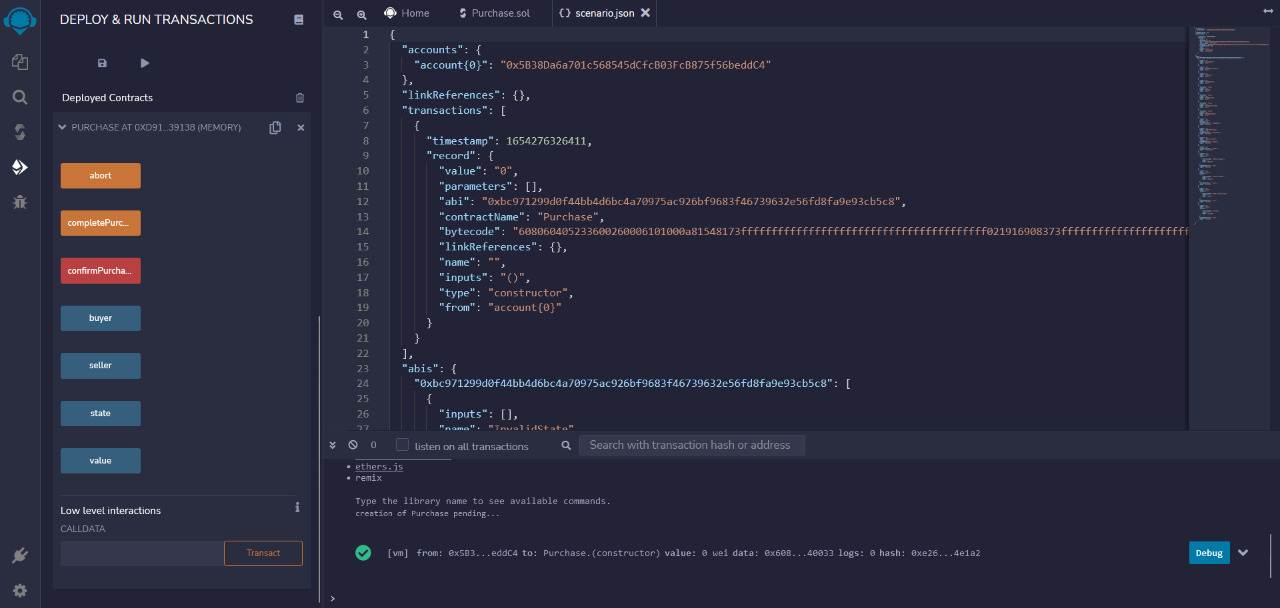 DEPLOY & RUN TRANSACTIONS
Deployed Contracts
PURCHASE AT 0XD91...39138 (MEMORY)
abort
completePurc...
confirmPurcha...
buyer
seller
state
value
Low level interactions
CALLDATA
Transact
Home
Purchase.sol
scenario.json
1 {
2 "accounts": {
3 "account{0}": "0x5B38Da6a701c568545dCfcB03FcB875f56beddC4"
4 },
5 "linkReferences": {},
6 "transactions": [
7 {
8 "timestamp": 1654276326411,
9 "record": {
10 "value": "0",
11 "parameters": [],
12 "abi": "0xbc971299d0f44bb4d6bc4a70975ac926bf9683f46739632e56fd8fa9e93cb5c8",
13 "contractName": "Purchase",
14 "bytecode": "60806040523360026000610101000a81548173ffffffffffffffffffffffffffffffffffffffff021916908373fffffffffffffffffffff
15 "linkReferences": {},
16 "name": "",
17 "inputs": "()",
18 "type": "constructor",
19 "from": "account{0}"
20 }
21 }
22 ],
23 "abis": {
24 "0xbc971299d0f44bb4d6bc4a70975ac926bf9683f46739632e56fd8fa9e93cb5c8": [
25 {
26 "inputs": [],
27 "name": "InvalidState"
0
listen on all transactions
Search with transaction hash or address
• ethers.js
• remix
Type the library name to see available commands.
creation of Purchase pending...
[vm] from: 0x5B3...eddC4 to: Purchase.(constructor) value: 0 wei data: 0x608...40033 logs: 0 hash: 0xe26...4e1a2
Debug
>